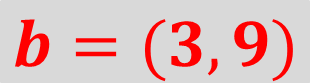 b = (3, 9)